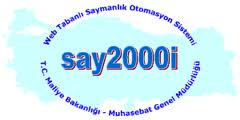 Web Tabanlı Saymanlık Otomasyon Sistemi
say2000i
T.C. Maliye Bakanlığı - Muhasebat Genel Müdürlüğü